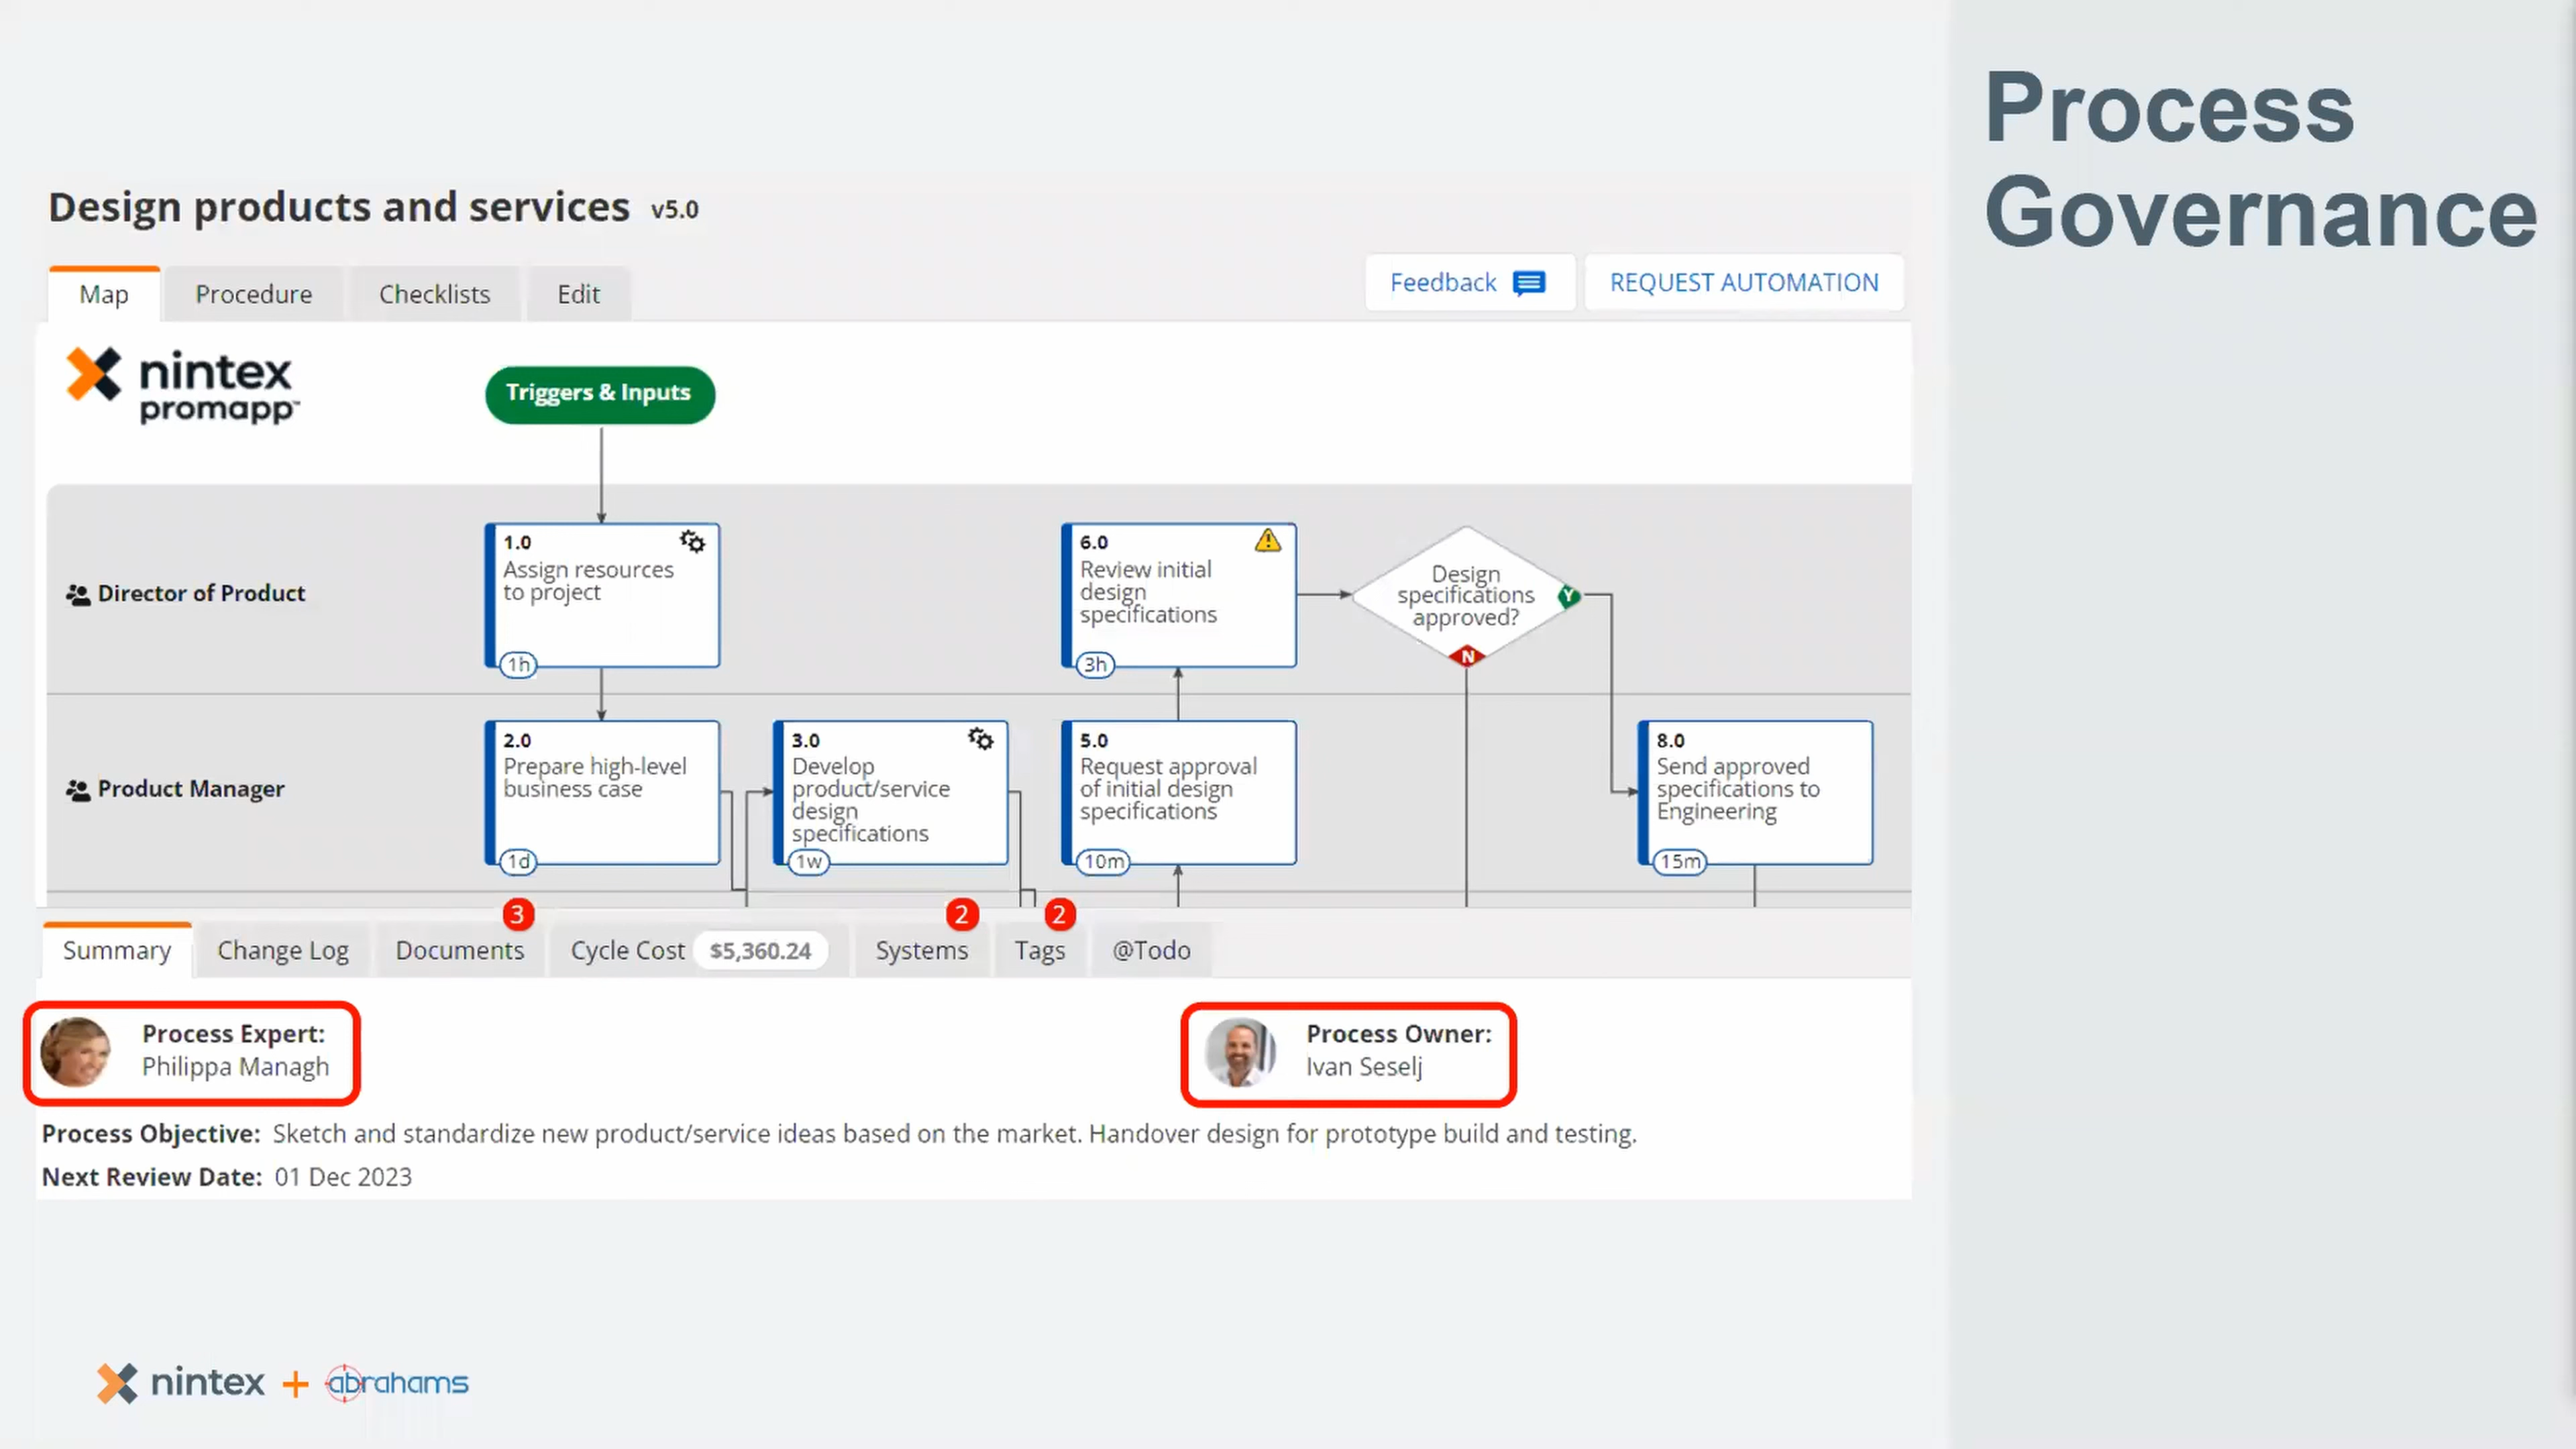 Process
Governance
Design products and services v5.0
Map
Procedure
Checklists
Edit
Feedback
REQUEST AUTOMATION
nintex
promapp™
Triggers & Inputs
Director of Product
1.0
Assign resources
to project
1h
6.0
Review initial
design
specifications
3h
Design
specifications
approved?
Y
N
Product Manager
2.0
Prepare high-level
business case
1d
3.0
Develop
product/service
design
specifications
1w
5.0
Request approval
of initial design
specifications
10m
8.0
Send approved
specifications to
Engineering
15m
Summary
Change Log
Documents
3
Cycle Cost $5,360.24
Systems
2
Tags
2
@Todo
Process Expert:
Philippa Managh
Process Owner:
Ivan Seselj
Process Objective: Sketch and standardize new product/service ideas based on the market. Handover design for prototype build and testing.
Next Review Date: 01 Dec 2023
nintex + abrahams